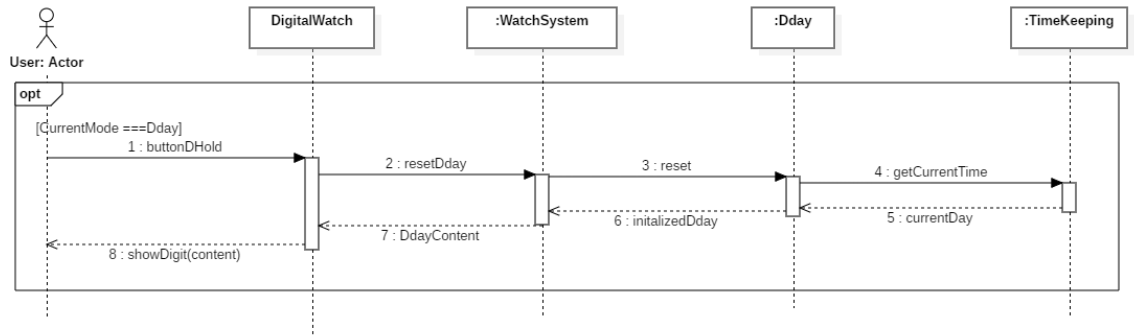 DigitalWatch
:WatchSystem
:Dday
:TimeKeeping
User: Actor
opt
[CurrentMode ===Dday]
1 : buttonDHold
2 : resetDday
3 : reset
4 : getCurrentTime
5 : currentDay
6 : initalizedDday
7 : DdayContent
8 : showDigit(content)